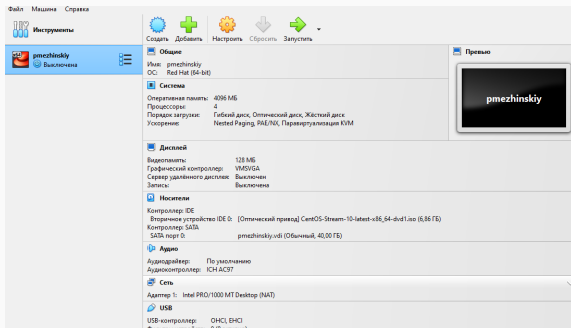 Файл Машина Справка
Инструменты
Создать Добавить Настроить Сбросить Запустить
pmezhinskiy
Выключена
Общие
Имя: pmezhinskiy
ОС: Red Hat (64-bit)
Система
Оперативная память: 4096 МБ
Процессоры: 4
Порядок загрузки: Гибкий диск, Оптический диск, Жёсткий диск
Ускорение: Nested Paging, PAE/NX, Паравиртуализация KVM
Превью
pmezhinskiy
Дисплей
Видеопамять: 128 МБ
Графический контроллер: VMSVGA
Сервер удалённого дисплея: Выключен
Запись: Выключена
Носители
Контроллер: IDE
Вторичное устройство IDE 0: [Оптический привод] CentOS-Stream-10-latest-x86_64-dvd1.iso (6,86 ГБ)
Контроллер: SATA
SATA порт 0: pmezhinskiy.vdi (Обычный, 40,00 ГБ)
Аудио
Аудиодрайвер: По умолчанию
Аудиоконтроллер: ICH AC97
Сеть
Адаптер 1: Intel PRO/1000 MT Desktop (NAT)
USB
USB-контроллер: OHCI, EHCI